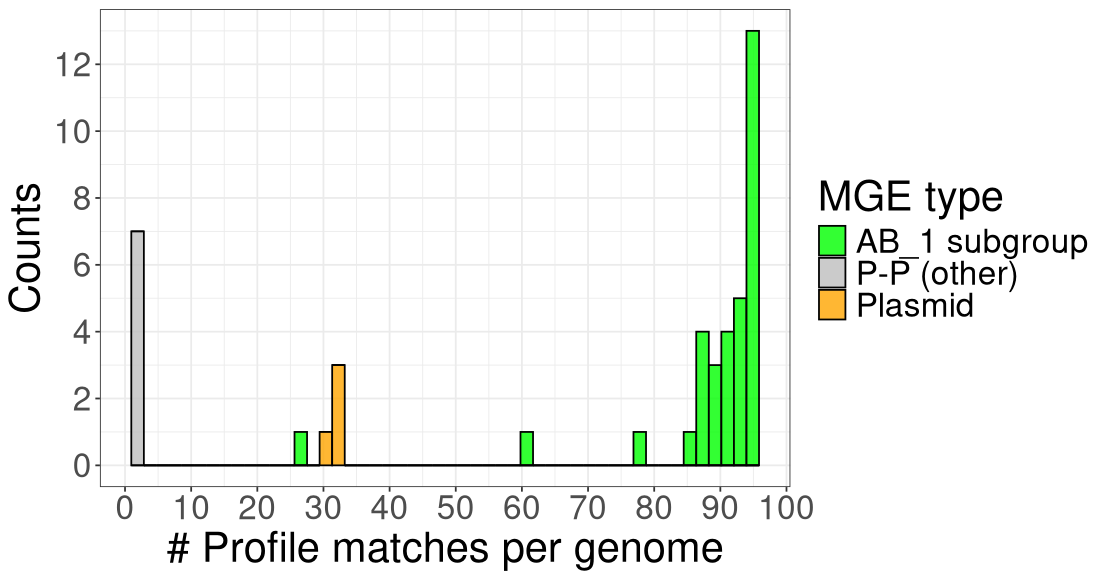 Counts
12
10
8
6
4
2
0
0 10 20 30 40 50 60 70 80 90 100
# Profile matches per genome
MGE type
AB_1 subgroup
P-P (other)
Plasmid